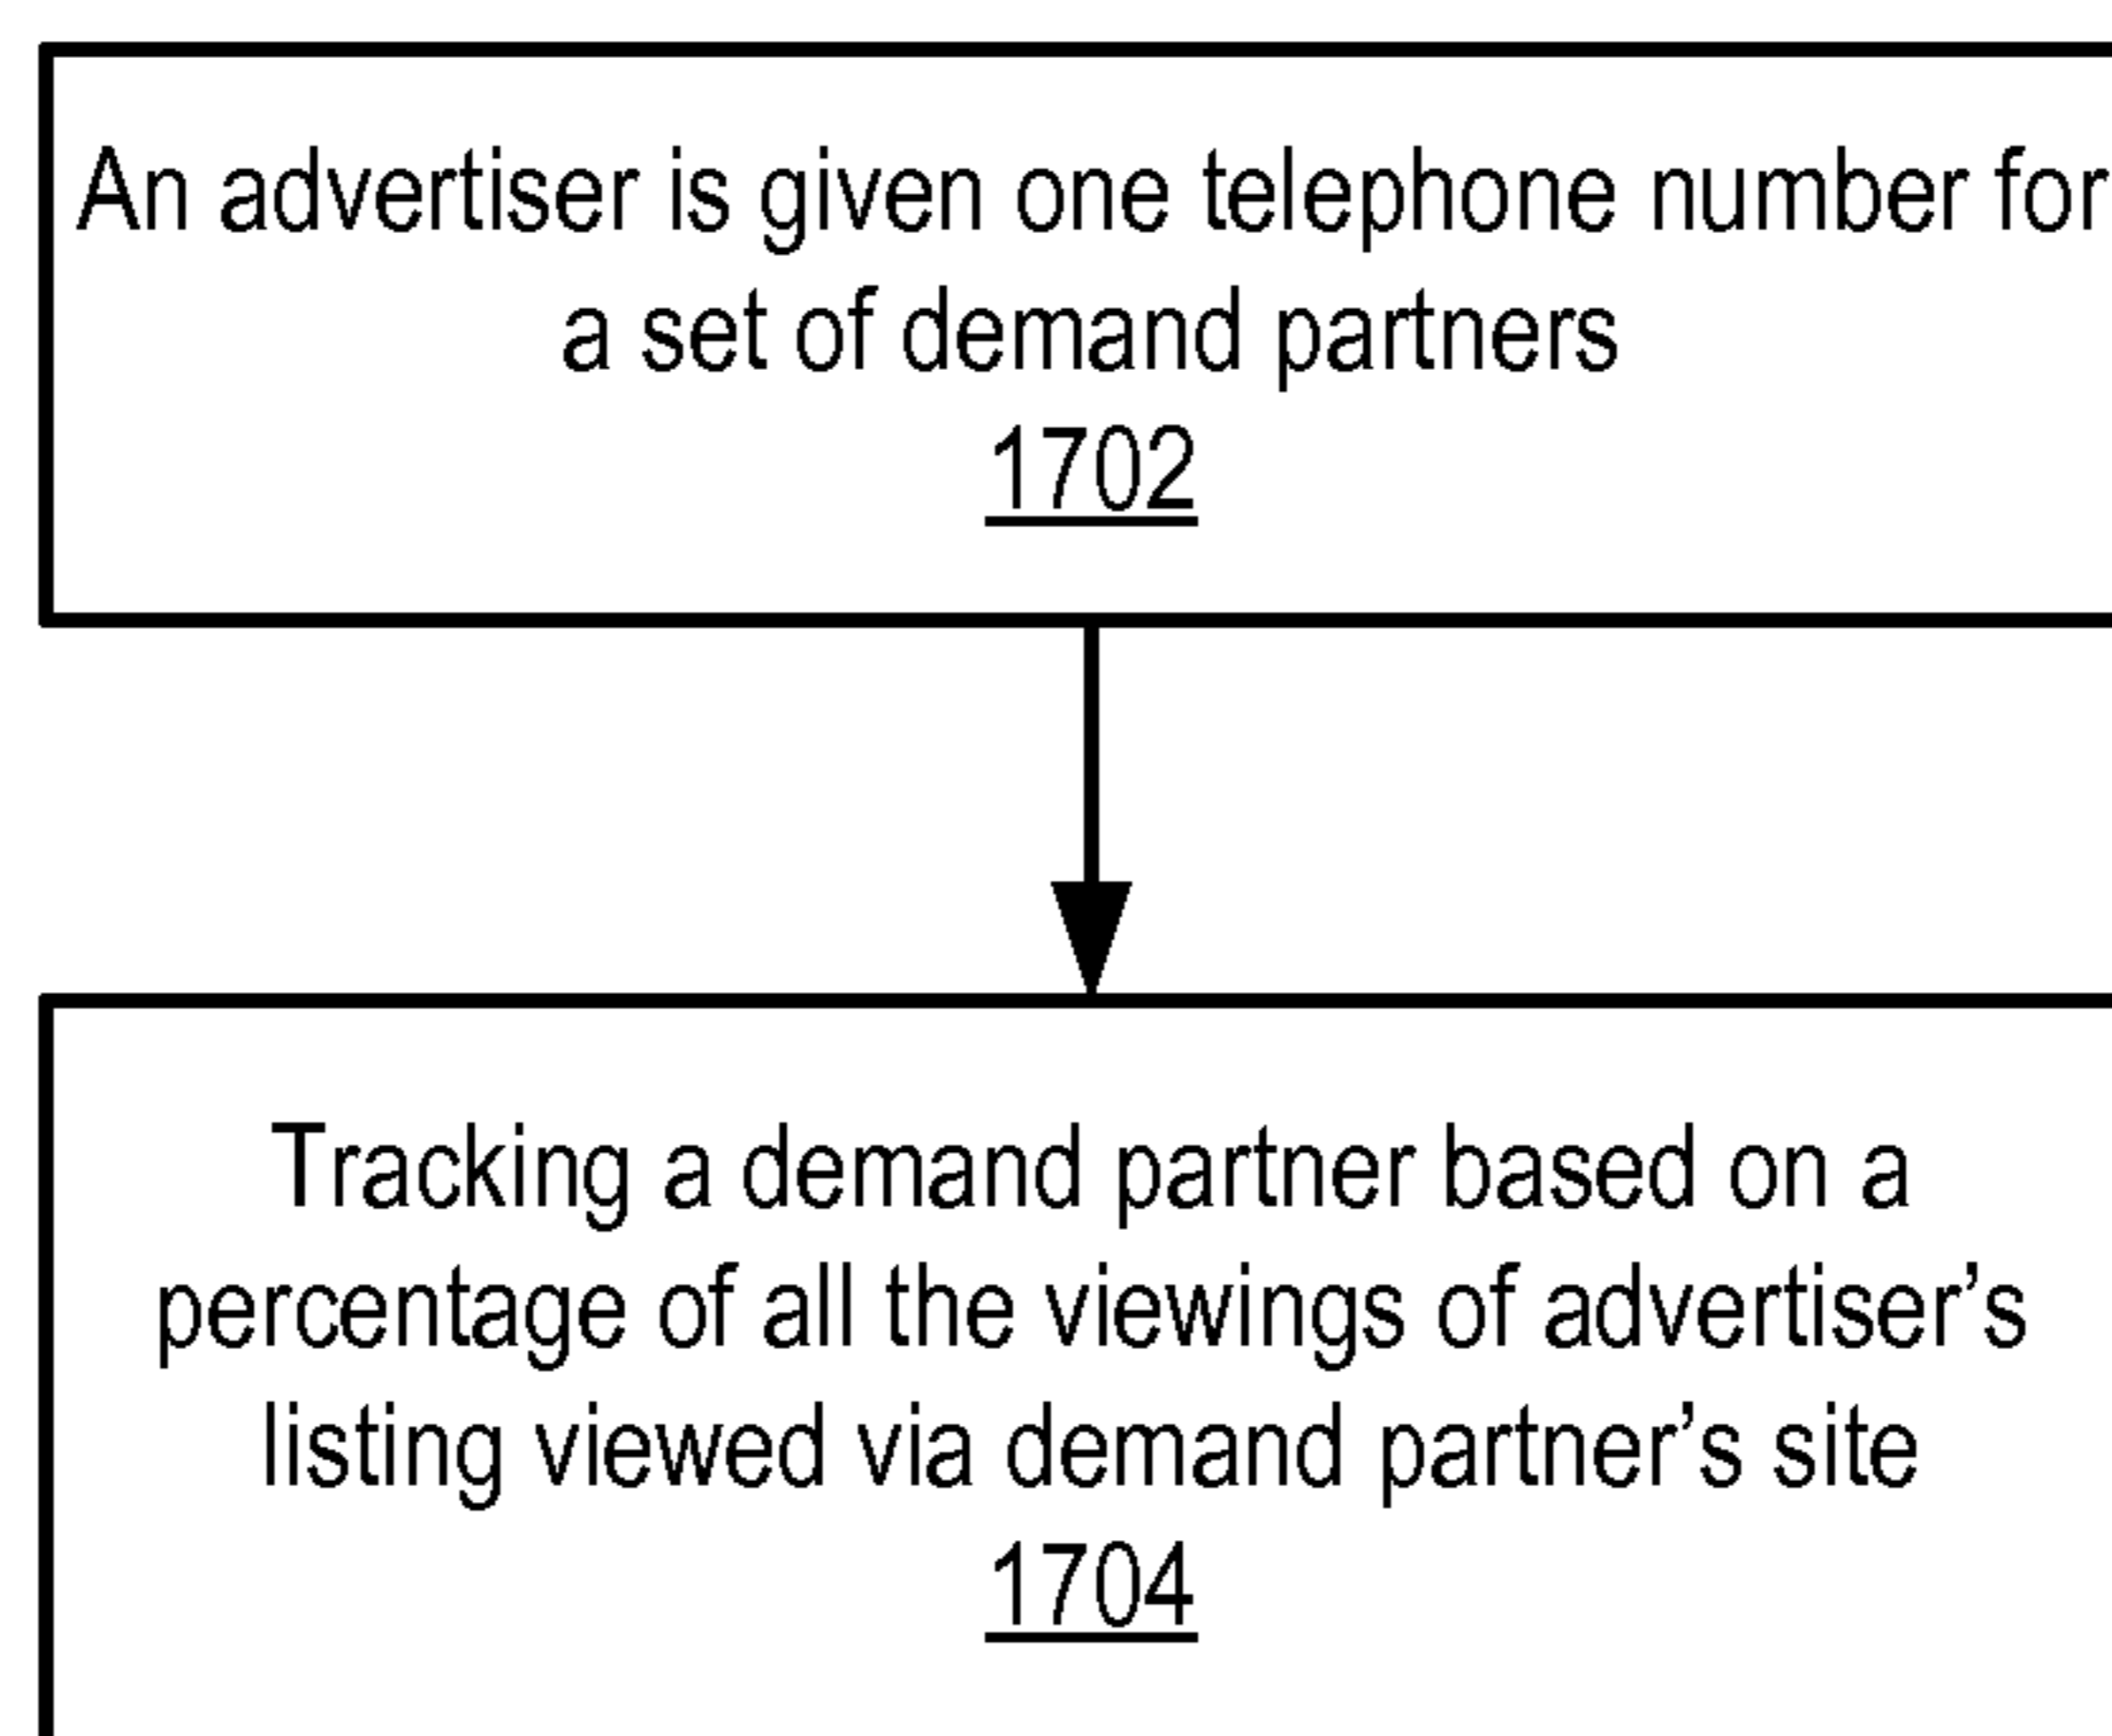 An advertiser is given one telephone number for
a set of demand partners
1702
Tracking a demand partner based on a
percentage of all the viewings of advertiser’s
listing viewed via demand partner’s site
1704